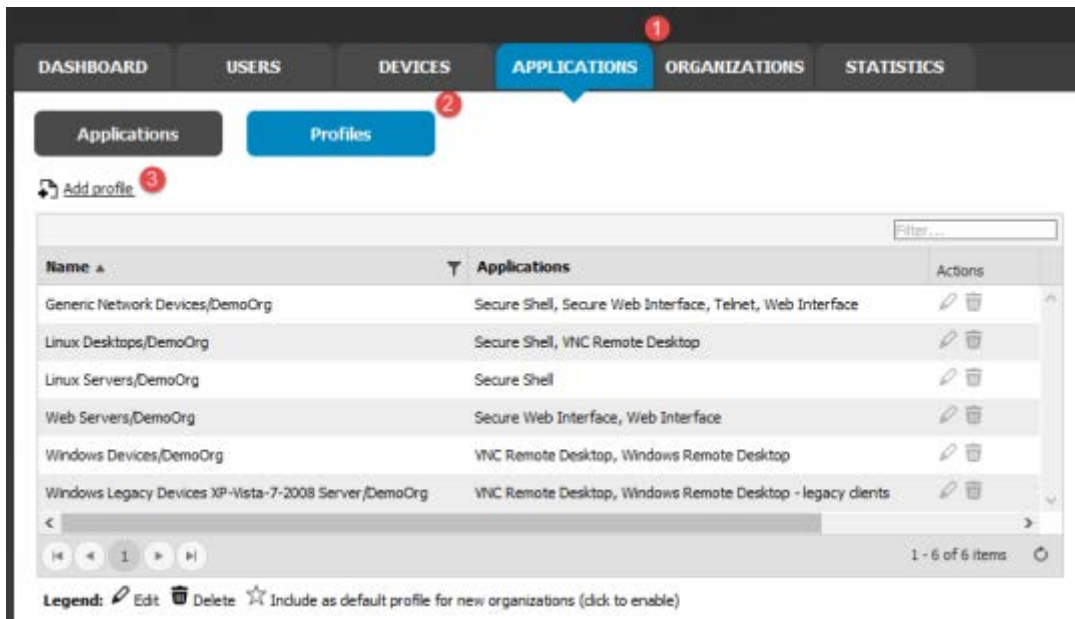 1
DASHBOARD USERS DEVICES APPLICATIONS ORGANIZATIONS STATISTICS
2
Applications Profiles
Add profile 3
Filter...
Name Applications Actions
Generic Network Devices/DemoOrg Secure Shell, Secure Web Interface, Telnet, Web Interface
Linux Desktops/DemoOrg Secure Shell, VNC Remote Desktop
Linux Servers/DemoOrg Secure Shell
Web Servers/DemoOrg Secure Web Interface, Web Interface
Windows Devices/DemoOrg VNC Remote Desktop, Windows Remote Desktop
Windows Legacy Devices XP-Vista-7-2008 Server/DemoOrg VNC Remote Desktop, Windows Remote Desktop - legacy clients
1 1 - 6 of 6 items
Legend: Edit Delete Include as default profile for new organizations (click to enable)